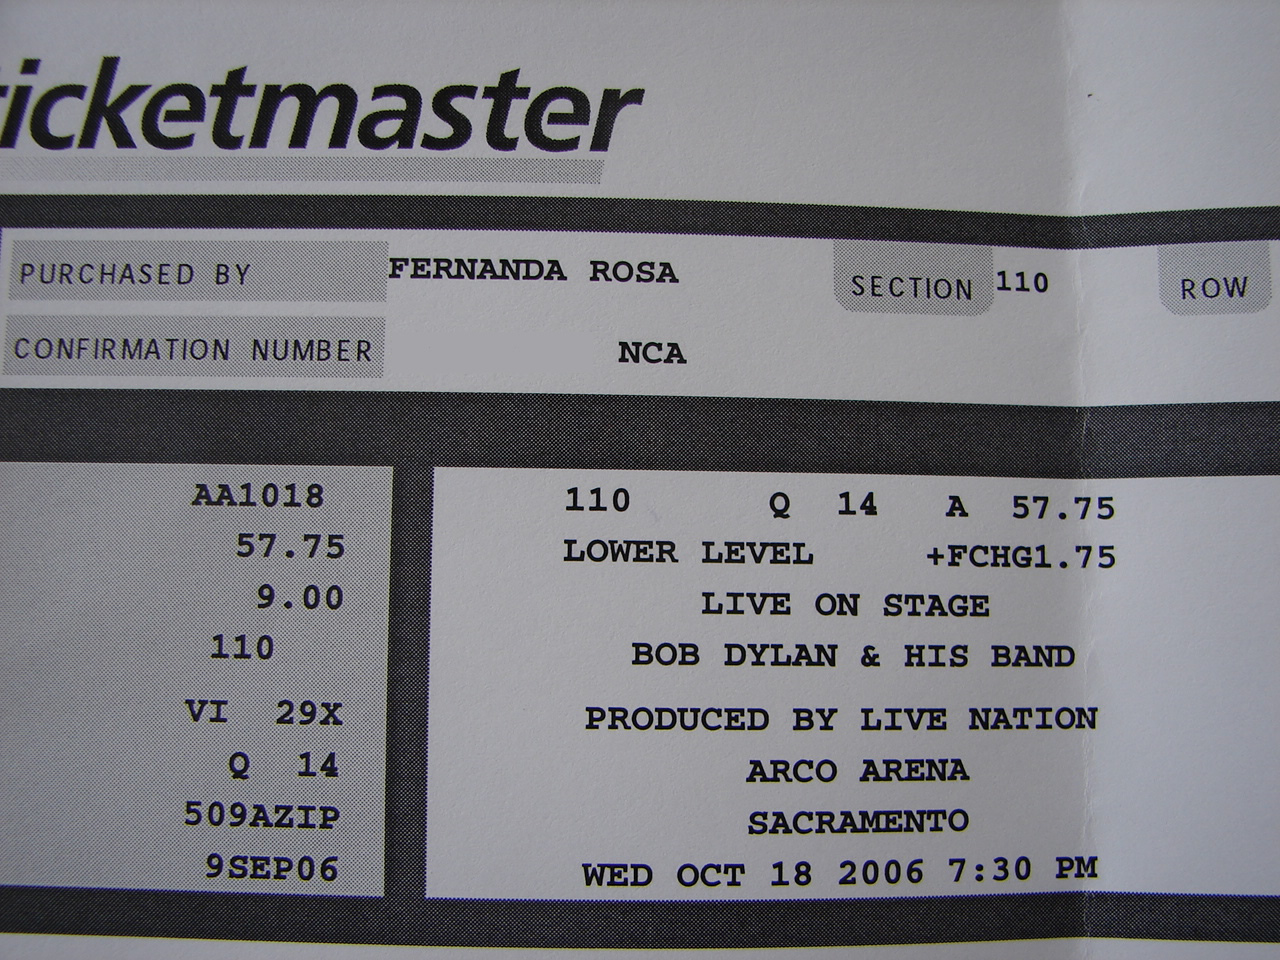 ticketmaster
PURCHASED BY FERNANDA ROSA SECTION 110 ROW
CONFIRMATION NUMBER NCA
AA1018
57.75
9.00
110
VI 29X
Q 14
509AZIP
9SEP06
110 Q 14 A 57.75
LOWER LEVEL +FCHG1.75
LIVE ON STAGE
BOB DYLAN & HIS BAND
PRODUCED BY LIVE NATION
ARCO ARENA
SACRAMENTO
WED OCT 18 2006 7:30 PM